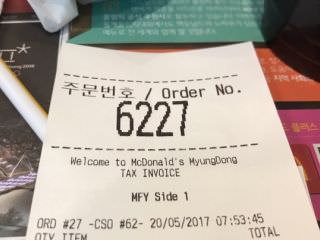 주문번호 / Order No.
6227
Welcome to McDonald's MyungDong
TAX INVOICE
MFY Side 1
ORD #27 -CSO #62- 20/05/2017 07:53:45
QTY ITEM TOTAL